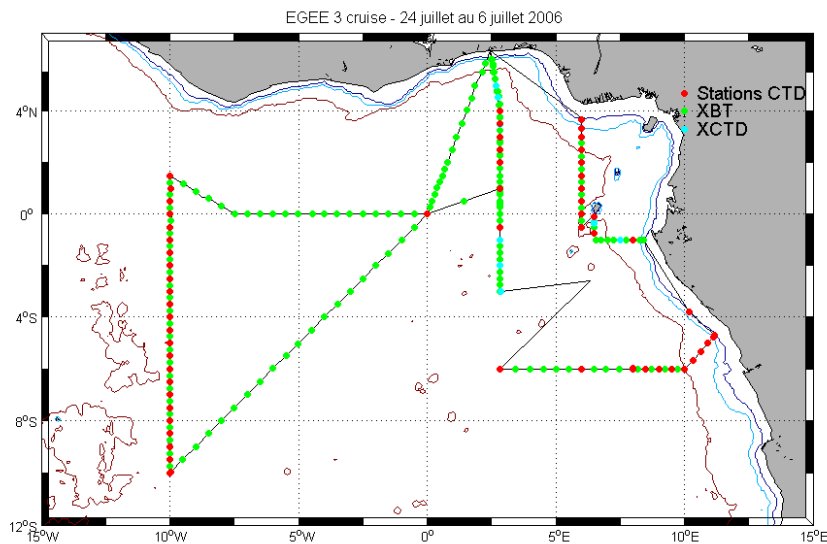 EGEE 3 cruise - 24 juillet au 6 juillet 2006
Stations CTD
XBT
XCTD
4°N
0°
4°S
8°S
12°S
15°W
10°W
5°W
0°
5°E
10°E
15°E